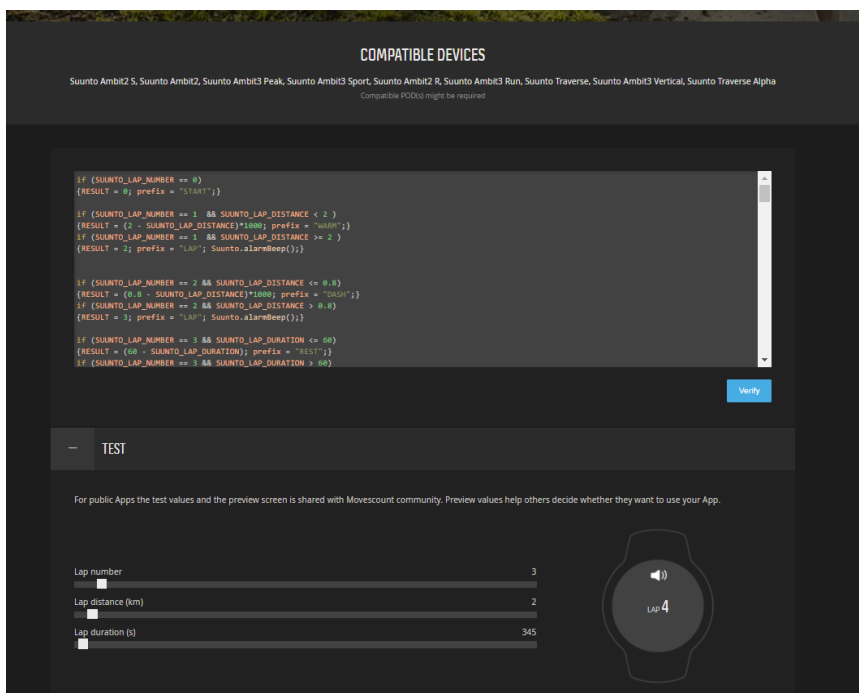 COMPATIBLE DEVICES
Suunto Ambit2 S, Suunto Ambit2, Suunto Ambit3 Peak, Suunto Ambit3 Sport, Suunto Ambit2 R, Suunto Ambit3 Run, Suunto Traverse, Suunto Ambit3 Vertical, Suunto Traverse Alpha
Compatible POD(s) might be required
if (SUUNTO_LAP_NUMBER == 0)
{RESULT = 0; prefix = "START";}
if (SUUNTO_LAP_NUMBER == 1 && SUUNTO_LAP_DISTANCE < 2 )
{RESULT = (2 - SUUNTO_LAP_DISTANCE)*1000; prefix = "WARM";}
if (SUUNTO_LAP_NUMBER == 1 && SUUNTO_LAP_DISTANCE >= 2 )
{RESULT = 2; prefix = "LAP"; Suunto.alarmBeep();}
if (SUUNTO_LAP_NUMBER == 2 && SUUNTO_LAP_DISTANCE <= 0.8)
{RESULT = (0.8 - SUUNTO_LAP_DISTANCE)*1000; prefix = "DASH";}
if (SUUNTO_LAP_NUMBER == 2 && SUUNTO_LAP_DISTANCE > 0.8)
{RESULT = 3; prefix = "LAP"; Suunto.alarmBeep();}
if (SUUNTO_LAP_NUMBER == 3 && SUUNTO_LAP_DURATION <= 60)
{RESULT = (60 - SUUNTO_LAP_DURATION); prefix = "REST";}
if (SUUNTO_LAP_NUMBER == 3 && SUUNTO_LAP_DURATION > 60)
Verify
TEST
For public Apps the test values and the preview screen is shared with Movescount community. Preview values help others decide whether they want to use your App.
Lap number 3
Lap distance (km) 2
Lap duration (s) 345
LAP 4